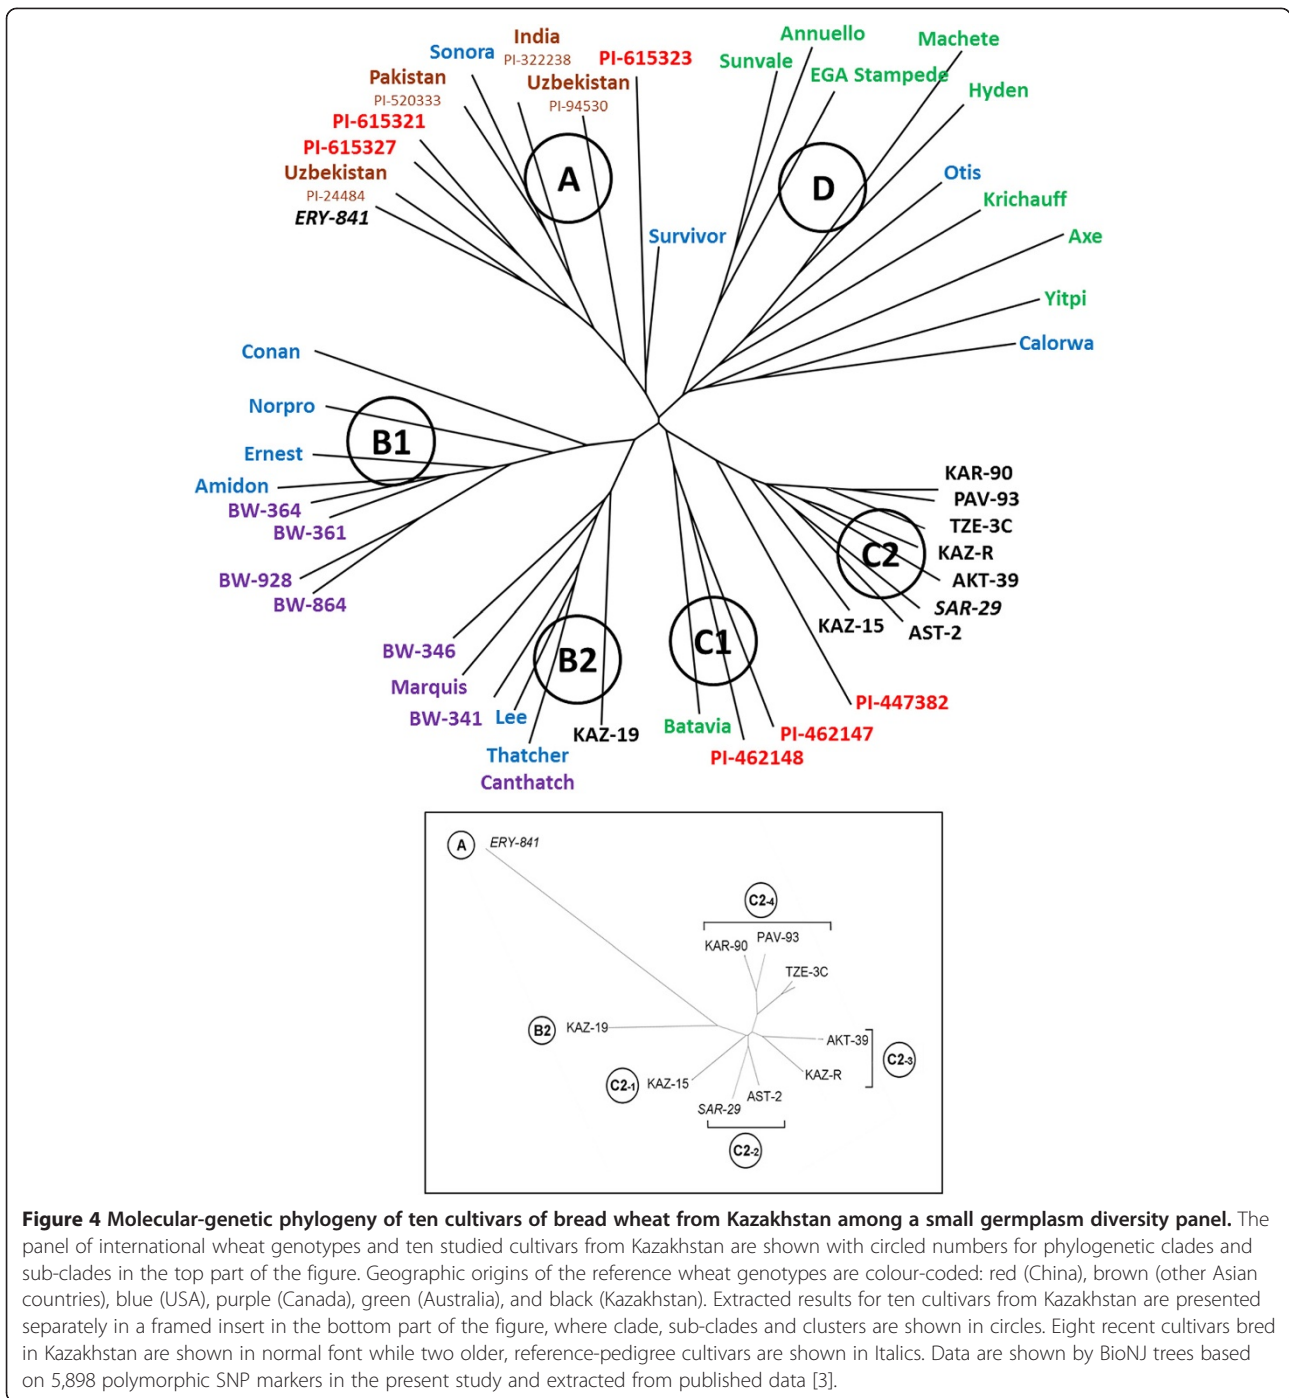 Annuello
Machete
India
Sonora
PI-322238
PI-615323
Sunvale
EGA Stampede
Pakistan
Uzbekistan
Hyden
PI-520333
PI-94530
PI-615321
PI-615327
Uzbekistan
A
D
Otis
PI-24484
Krichauff
ERY-841
Survivor
Axe
Yitpi
Conan
Calorwa
Norpro
B1
Ernest
KAR-90
Amidon
PAV-93
BW-364
TZE-3C
BW-361
C2
KAZ-R
BW-928
AKT-39
BW-864
SAR-29
KAZ-15
AST-2
BW-346
B2
C1
Marquis
PI-447382
BW-341
Lee
Batavia
KAZ-19
PI-462147
Thatcher
PI-462148
Canthatch
A
ERY-841
C2-4
KAR-90
PAV-93
TZE-3C
B2
KAZ-19
AKT-39
C2-3
C2-1
KAZ-15
KAZ-R
AST-2
SAR-29
C2-2
Figure 4 Molecular-genetic phylogeny of ten cultivars of bread wheat from Kazakhstan among a small germplasm diversity panel. The
panel of international wheat genotypes and ten studied cultivars from Kazakhstan are shown with circled numbers for phylogenetic clades and
sub-clades in the top part of the figure. Geographic origins of the reference wheat genotypes are colour-coded: red (China), brown (other Asian
countries), blue (USA), purple (Canada), green (Australia), and black (Kazakhstan). Extracted results for ten cultivars from Kazakhstan are presented
separately in a framed insert in the bottom part of the figure, where clade, sub-clades and clusters are shown in circles. Eight recent cultivars bred
in Kazakhstan are shown in normal font while two older, reference-pedigree cultivars are shown in Italics. Data are shown by BioNJ trees based
on 5,898 polymorphic SNP markers in the present study and extracted from published data [3].